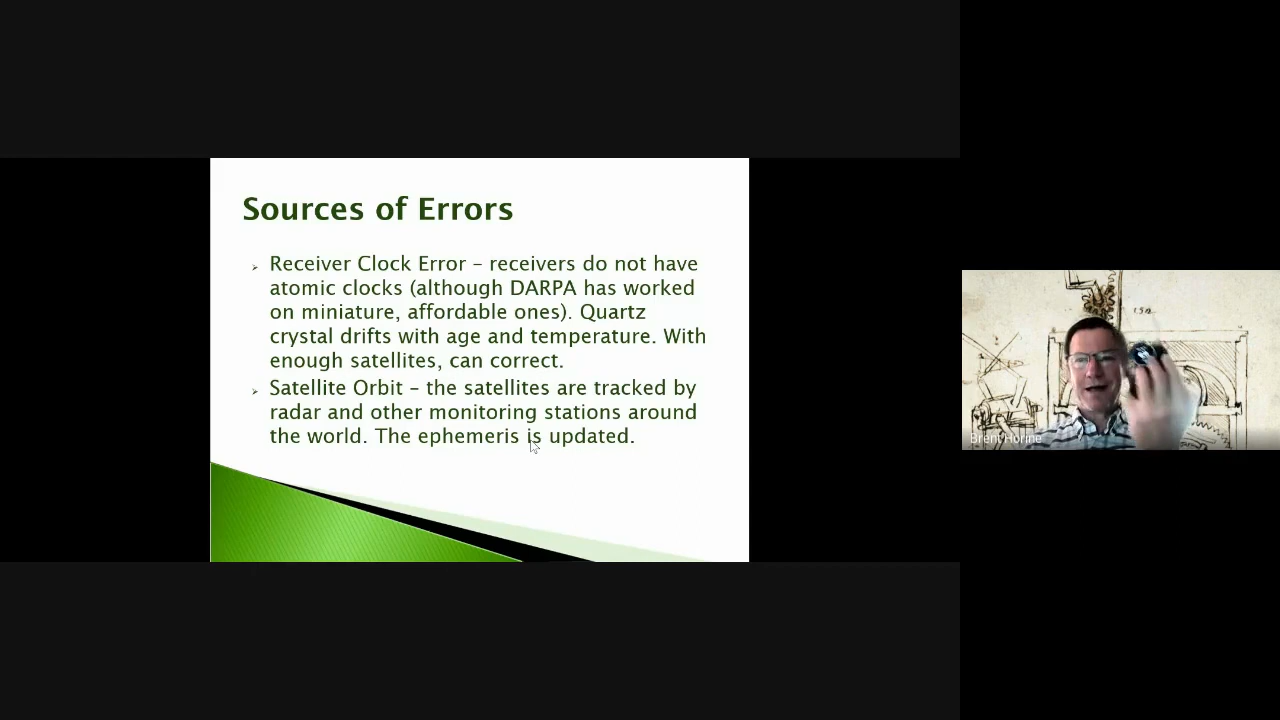 Sources of Errors
Receiver Clock Error – receivers do not have
atomic clocks (although DARPA has worked
on miniature, affordable ones). Quartz
crystal drifts with age and temperature. With
enough satellites, can correct.
Satellite Orbit – the satellites are tracked by
radar and other monitoring stations around
the world. The ephemeris is updated.
Brent Horine